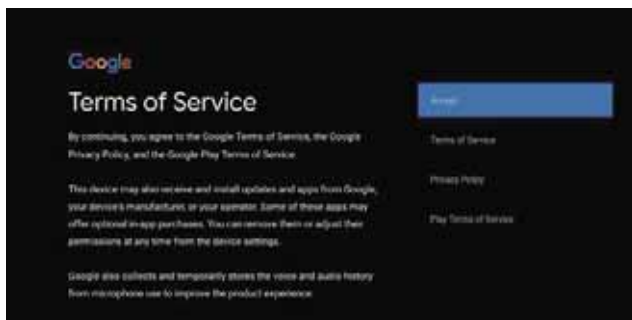 Google
Terms of Service
By continuing, you agree to the Google Terms of Service, the Google
Privacy Policy, and the Google Play Terms of Service.
This device may also receive and install updates and apps from Google,
your device's manufacturer, or your operator. Some of these apps may
offer optional in-app purchases. You can remove them or adjust their
permissions at any time from the device settings.
Google also collects and temporarily stores the voice and audio history
from microphone use to improve the product experience.
Accept
Terms of Service
Privacy Policy
Play Terms of Service